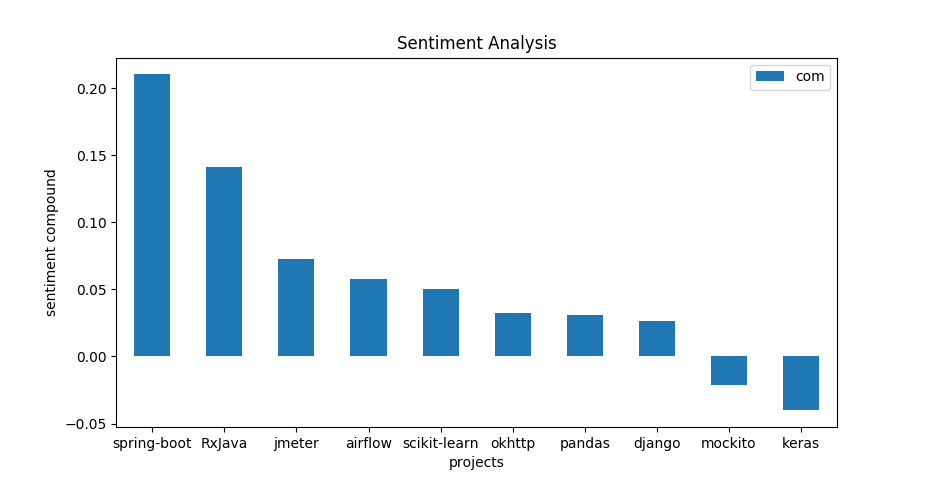 Sentiment Analysis
com
sentiment compound
0.20
0.15
0.10
0.05
0.00
−0.05
spring-boot RxJava jmeter airflow scikit-learn okhttp pandas django mockito keras
projects